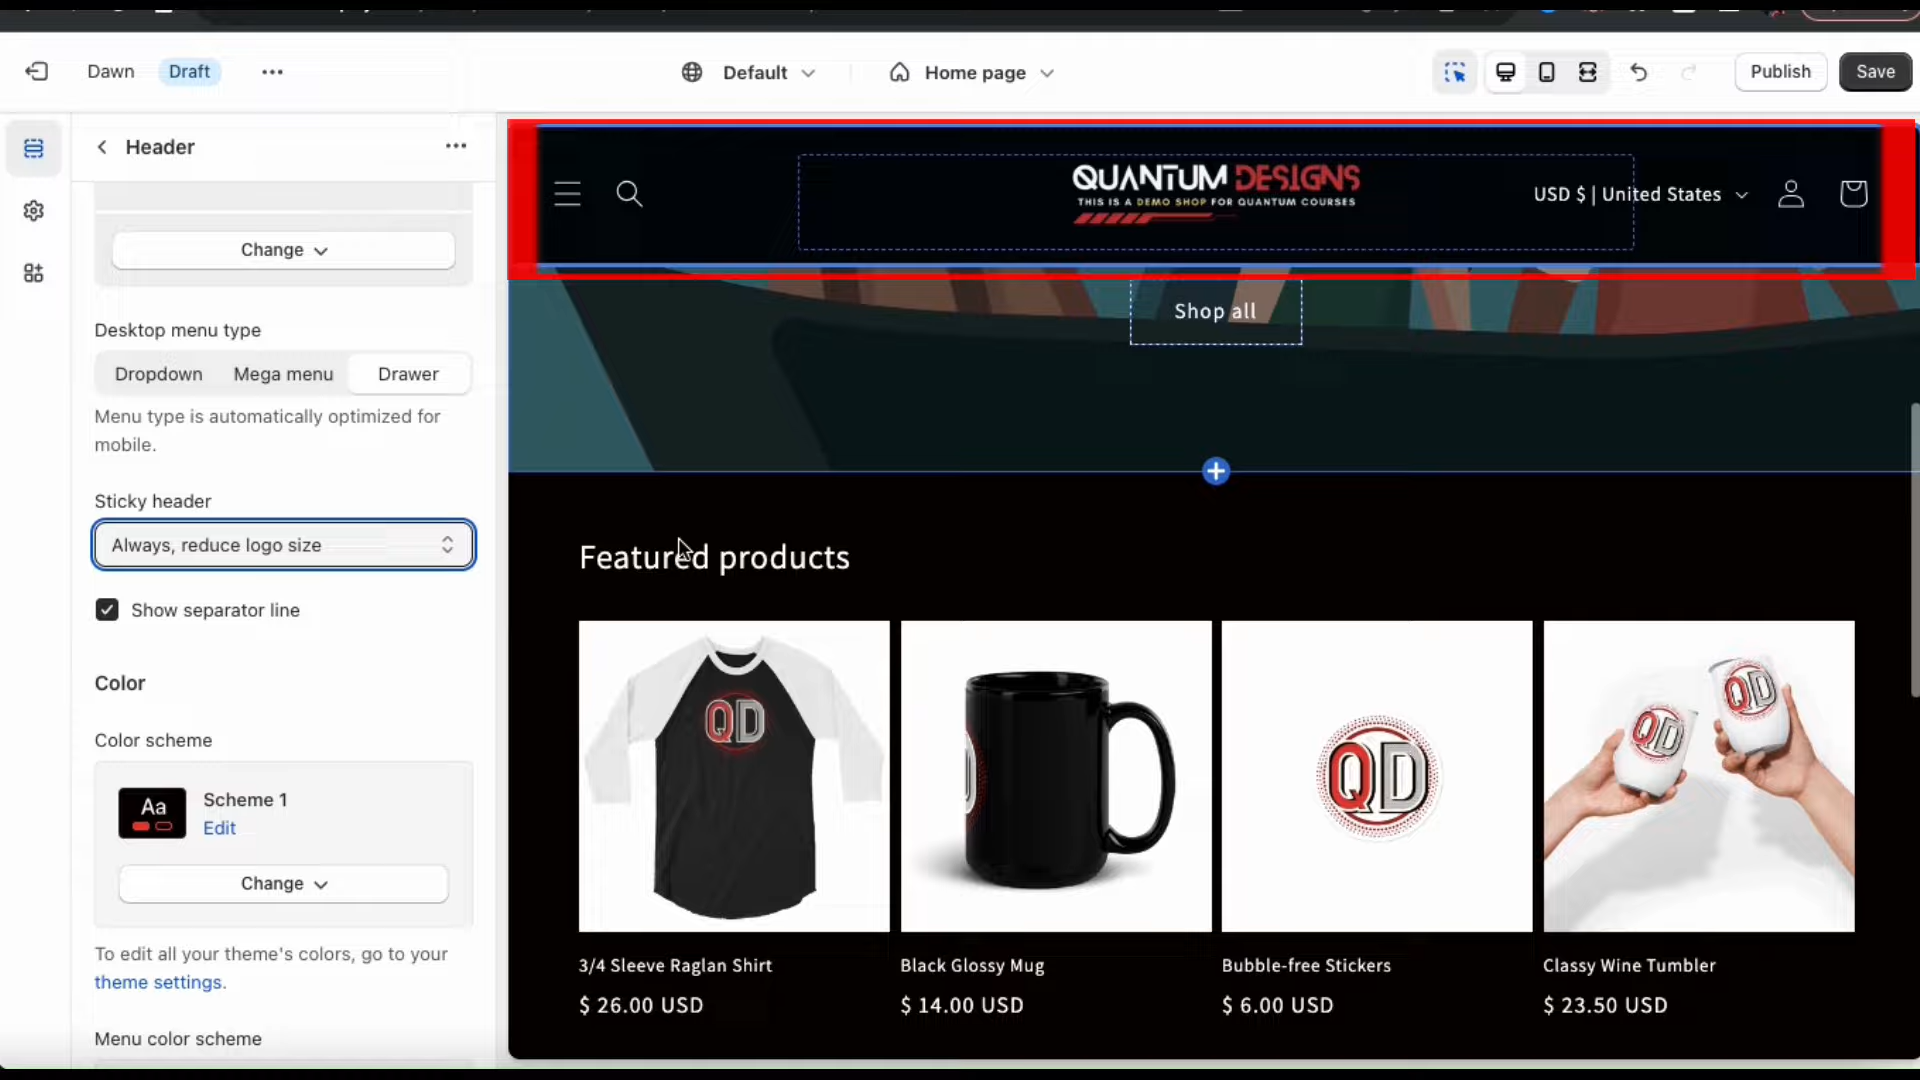 Dawn
Draft
Default
Home page
Publish
Save
Header
Change
Desktop menu type
Dropdown
Mega menu
Drawer
Menu type is automatically optimized for
mobile.
Sticky header
Always, reduce logo size
Show separator line
Color
Color scheme
Aa
Scheme 1
Edit
Change
To edit all your theme's colors, go to your
theme settings.
Menu color scheme
QUANTUM DESIGNS
THIS IS A DEMO SHOP FOR QUANTUM COURSES
USD $ | United States
Shop all
Featured products
QD
QD
QD
QD
3/4 Sleeve Raglan Shirt
Black Glossy Mug
Bubble-free Stickers
Classy Wine Tumbler
$ 26.00 USD
$ 14.00 USD
$ 6.00 USD
$ 23.50 USD